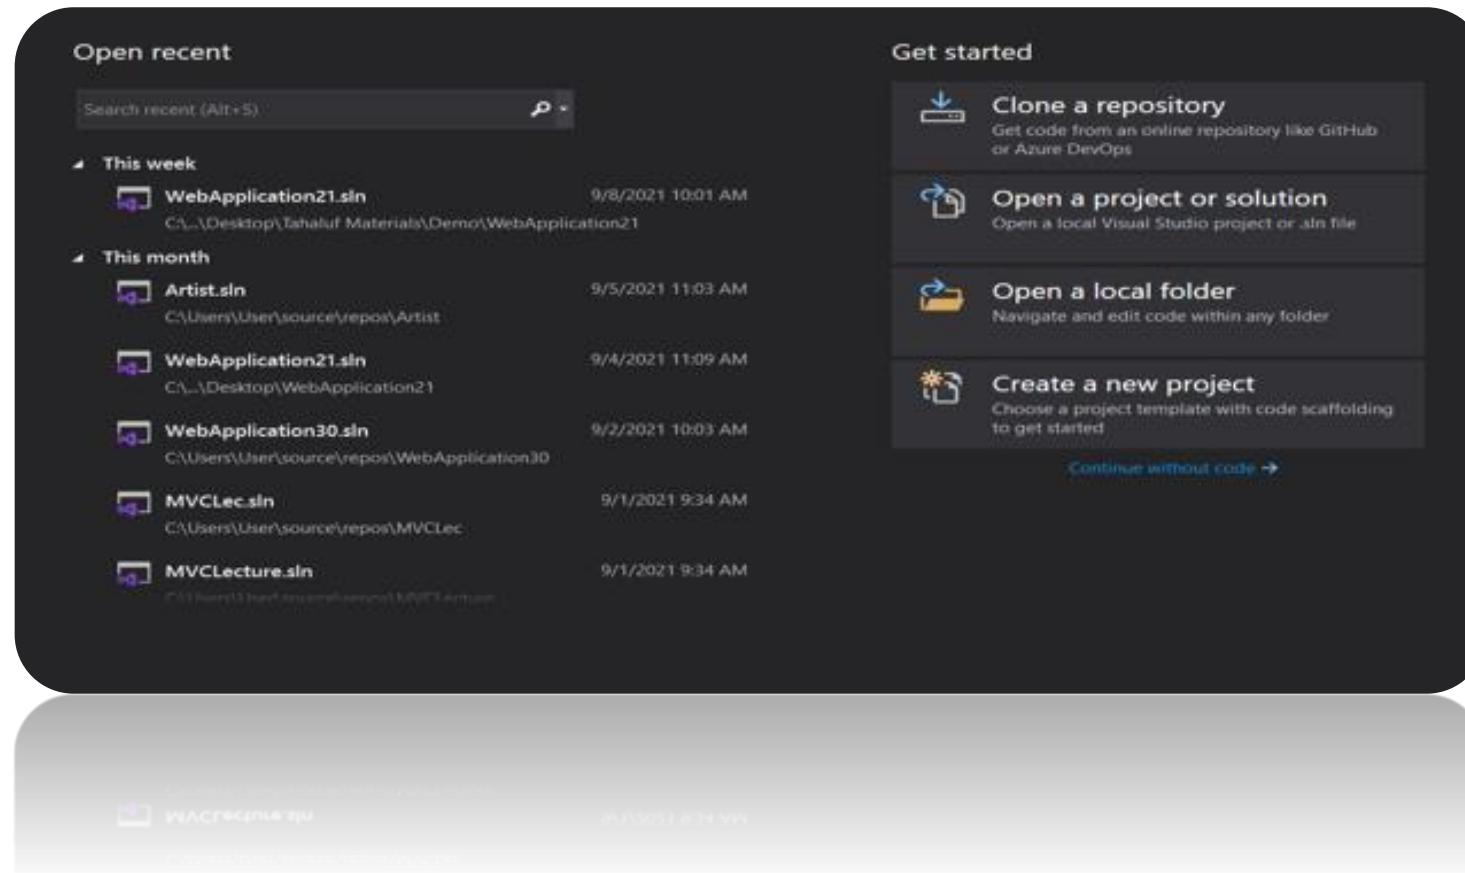 Open recent
Search recent (Alt+S)
This week
WebApplication21.sln 9/8/2021 10:01 AM
C:\...\Desktop\Tahaluf Materials\Demo\WebApplication21
This month
Artist.sln 9/5/2021 11:03 AM
C:\Users\User\source\repos\Artist
WebApplication21.sln 9/4/2021 11:09 AM
C:\...\Desktop\WebApplication21
WebApplication30.sln 9/2/2021 10:03 AM
C:\Users\User\source\repos\WebApplication30
MVCLec.sln 9/1/2021 9:34 AM
C:\Users\User\source\repos\MVCLec
MVCLecture.sln 9/1/2021 9:34 AM
C:\Users\User\source\repos\MVCLecture
Get started
Clone a repository
Get code from an online repository like GitHub
or Azure DevOps
Open a project or solution
Open a local Visual Studio project or .sln file
Open a local folder
Navigate and edit code within any folder
Create a new project
Choose a project template with code scaffolding
to get started
Continue without code →